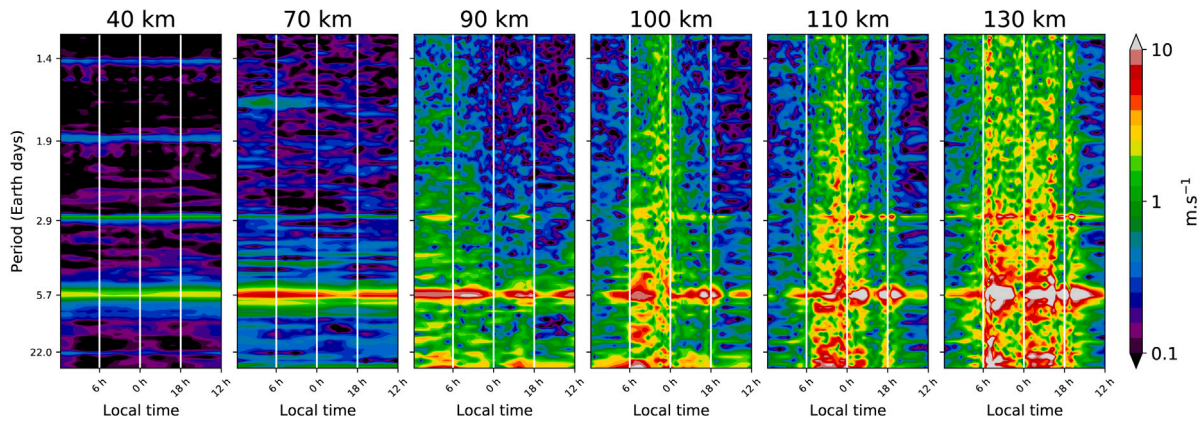 40 km 70 km 90 km 100 km 110 km 130 km
10
1.4
1.9
Period (Earth days)
1
m.s⁻¹
2.9
5.7
22.0
0.1
6 h 0 h 18 h 12 h 6 h 0 h 18 h 12 h 6 h 0 h 18 h 12 h 6 h 0 h 18 h 12 h 6 h 0 h 18 h 12 h 6 h 0 h 18 h 12 h
Local time Local time Local time Local time Local time Local time